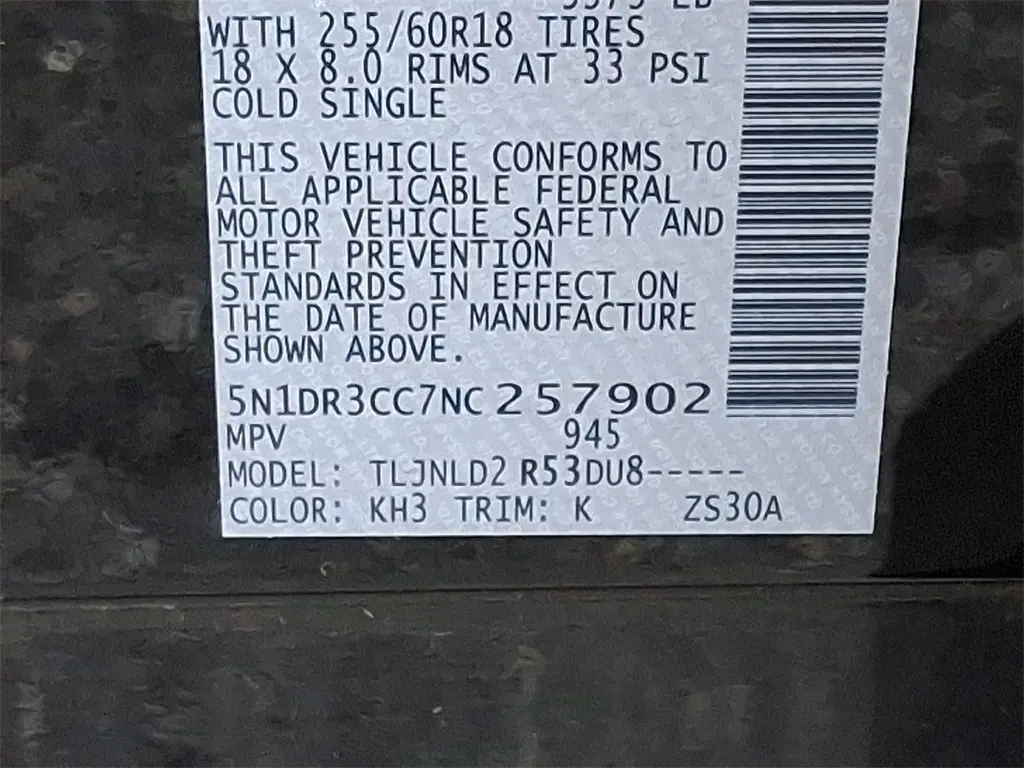 WITH 255/60R18 TIRES
18 X 8.0 RIMS AT 33 PSI
COLD SINGLE
THIS VEHICLE CONFORMS TO
ALL APPLICABLE FEDERAL
MOTOR VEHICLE SAFETY AND
THEFT PREVENTION
STANDARDS IN EFFECT ON
THE DATE OF MANUFACTURE
SHOWN ABOVE.
5N1DR3CC7NC257902
MPV 945
MODEL: TLJNLD2 R53DU8-----
COLOR: KH3 TRIM: K ZS30A